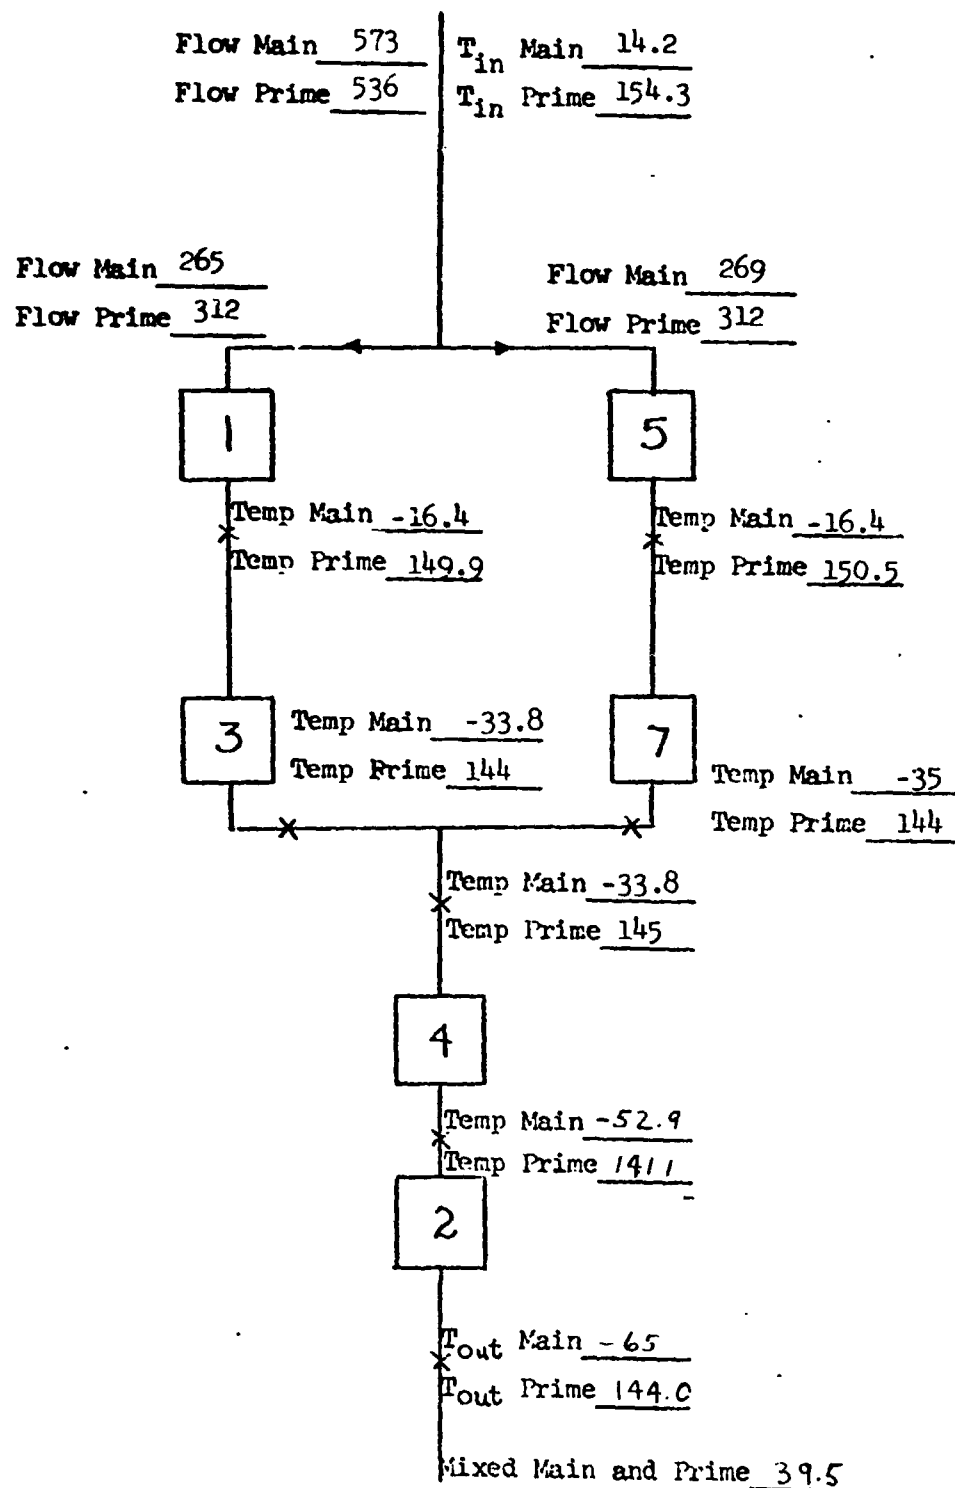 Flow Main 573
T_in Main 14.2
Flow Prime 536
T_in Prime 154.3
Flow Main 265
Flow Prime 312
Flow Main 269
Flow Prime 312
1
5
Temp Main -16.4
Temp Prime 149.9
Temp Main -16.4
Temp Prime 150.5
3
Temp Main -33.8
Temp Prime 144
7
Temp Main -35
Temp Prime 144
Temp Main -33.8
Temp Prime 145
4
Temp Main -52.9
Temp Prime 1411
2
T_out Main -65
T_out Prime 144.0
Mixed Main and Prime 39.5